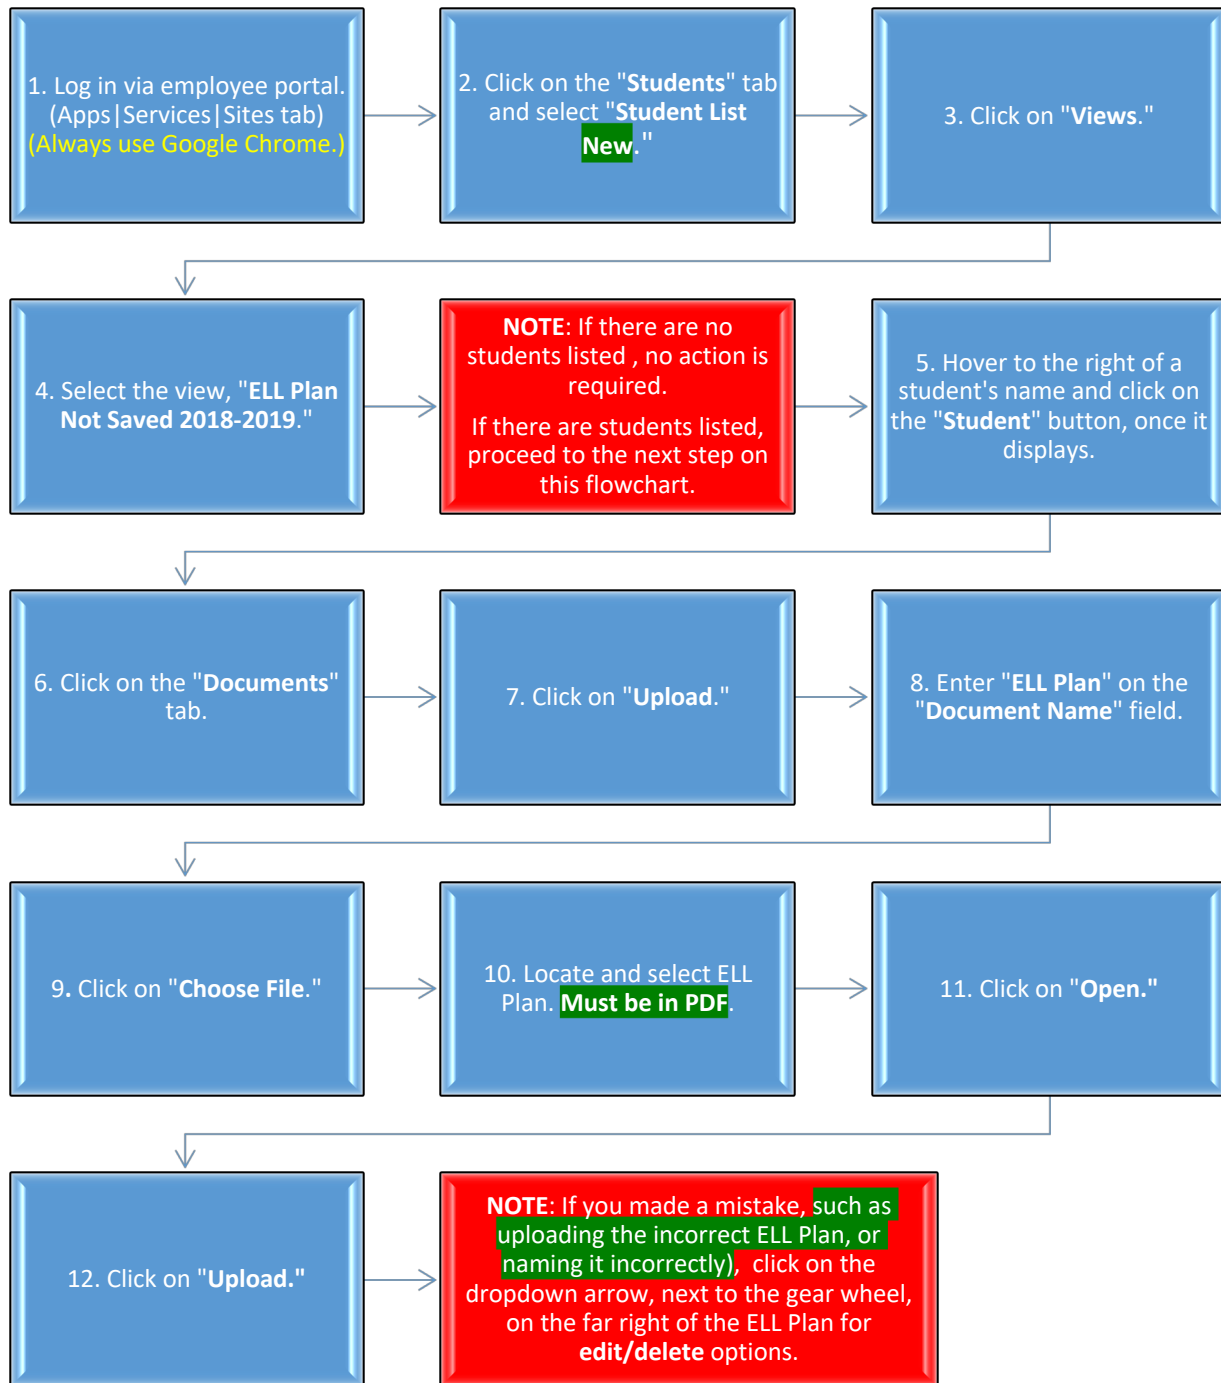 1. Log in via employee portal.
(Apps|Services|Sites tab)
(Always use Google Chrome.)
2. Click on the "Students" tab
and select "Student List
New."
3. Click on "Views."
4. Select the view, "ELL Plan
Not Saved 2018-2019."
NOTE: If there are no
students listed , no action is
required.
If there are students listed,
proceed to the next step on
this flowchart.
5. Hover to the right of a
student's name and click on
the "Student" button, once it
displays.
6. Click on the "Documents"
tab.
7. Click on "Upload."
8. Enter "ELL Plan" on the
"Document Name" field.
9. Click on "Choose File."
10. Locate and select ELL
Plan. Must be in PDF.
11. Click on "Open."
12. Click on "Upload."
NOTE: If you made a mistake, such as
uploading the incorrect ELL Plan, or
naming it incorrectly), click on the
dropdown arrow, next to the gear wheel,
on the far right of the ELL Plan for
edit/delete options.